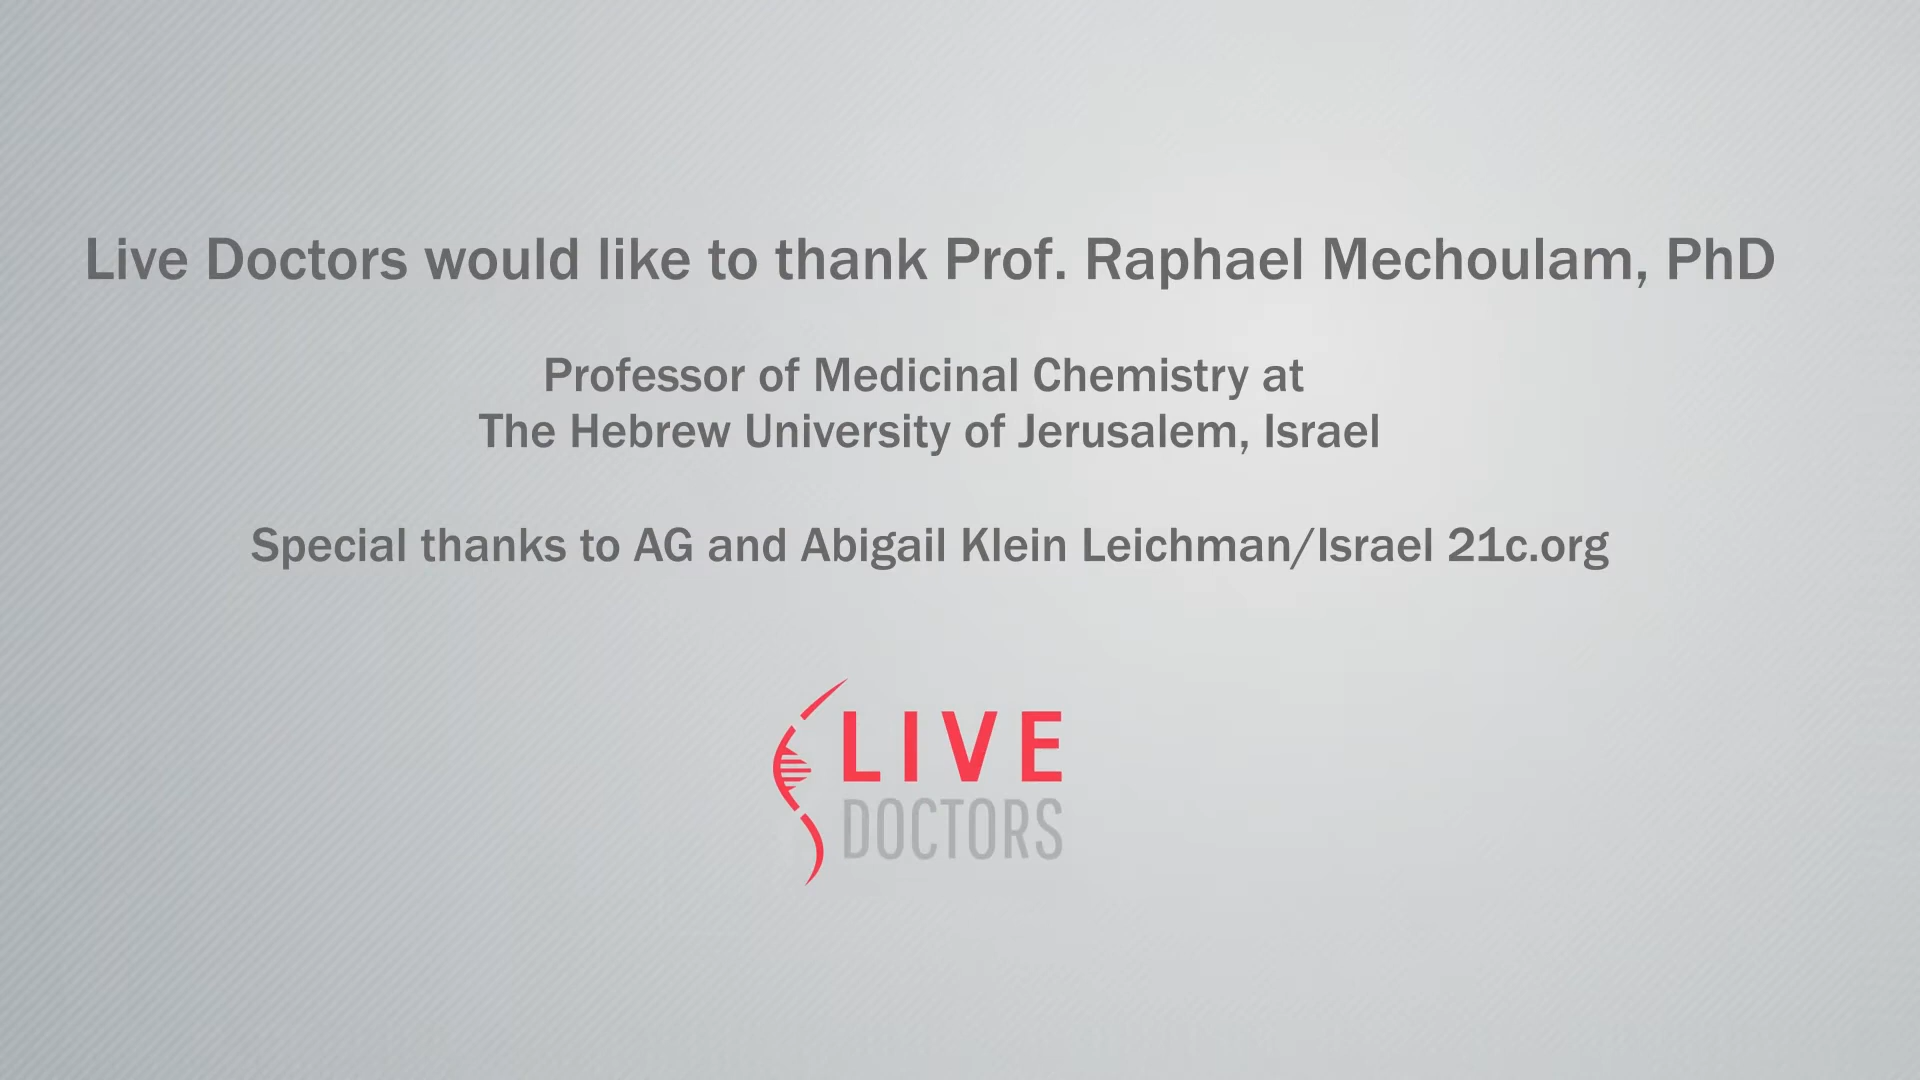 Live Doctors would like to thank Prof. Raphael Mechoulam, PhD
Professor of Medicinal Chemistry at
The Hebrew University of Jerusalem, Israel
Special thanks to AG and Abigail Klein Leichman/Israel 21c.org
LIVE
DOCTORS